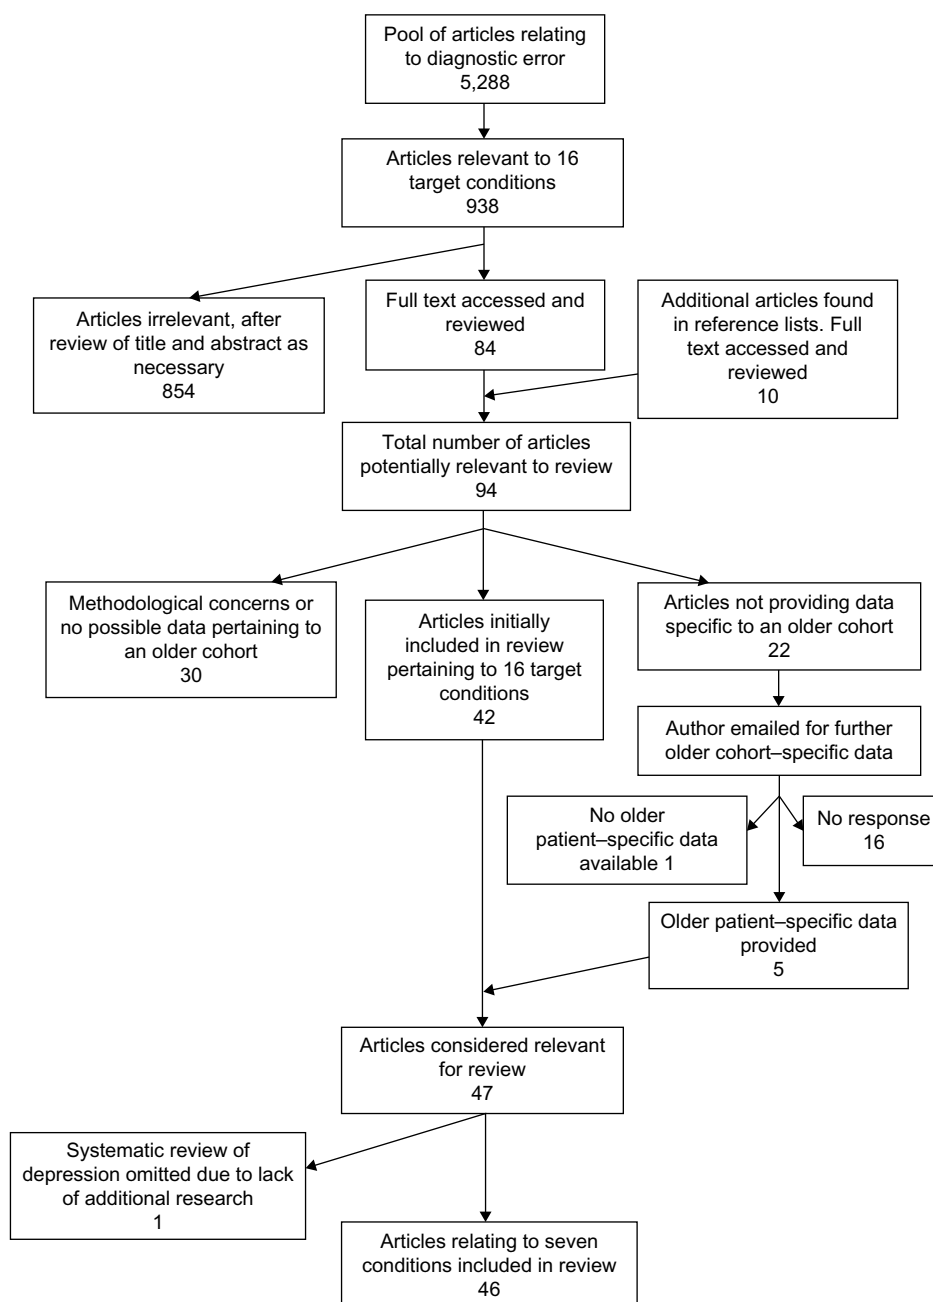 Pool of articles relating
to diagnostic error
5,288
Articles relevant to 16
target conditions
938
Articles irrelevant, after
review of title and abstract as
necessary
854
Full text accessed and
reviewed
84
Additional articles found
in reference lists. Full
text accessed and
reviewed
10
Total number of articles
potentially relevant to review
94
Methodological concerns or
no possible data pertaining to
an older cohort
30
Articles initially
included in review
pertaining to 16 target
conditions
42
Articles not providing data
specific to an older cohort
22
Author emailed for further
older cohort–specific data
No older
patient–specific data
available 1
No response
16
Older patient–specific data
provided
5
Articles considered relevant
for review
47
Systematic review of
depression omitted due to lack
of additional research
1
Articles relating to seven
conditions included in review
46